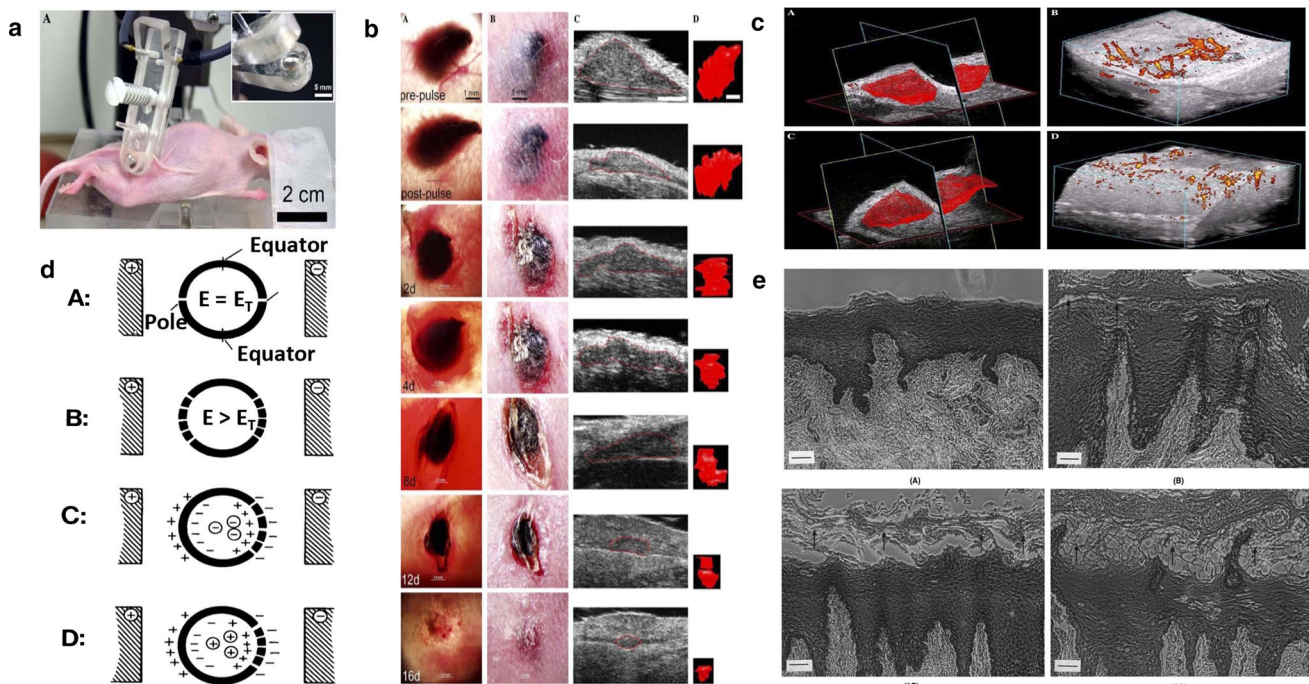 a
A
5 mm
2 cm
b
A B C D
pre-pulse
1 mm
1 mm
post-pulse
2d
4d
8d
12d
16d
c
A
B
C
D
d
Equator
A:
E = E_T
Pole
Equator
B:
E > E_T
C:
D:
e
(A)
(B)